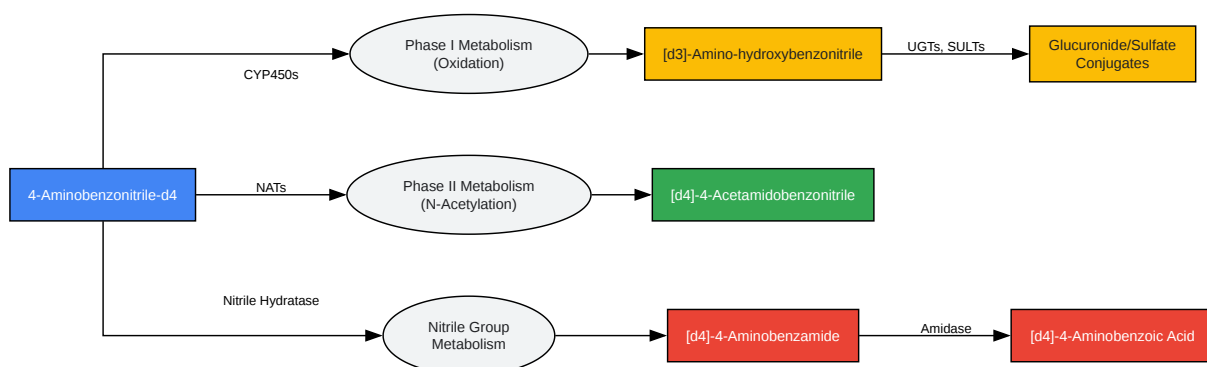 Phase I Metabolism
(Oxidation)
CYP450s
[d3]-Amino-hydroxybenzonitrile
UGTs, SULTs
Glucuronide/Sulfate
Conjugates
4-Aminobenzonitrile-d4
NATs
Phase II Metabolism
(N-Acetylation)
[d4]-4-Acetamidobenzonitrile
Nitrile Hydratase
Nitrile Group
Metabolism
[d4]-4-Aminobenzamide
Amidase
[d4]-4-Aminobenzoic Acid